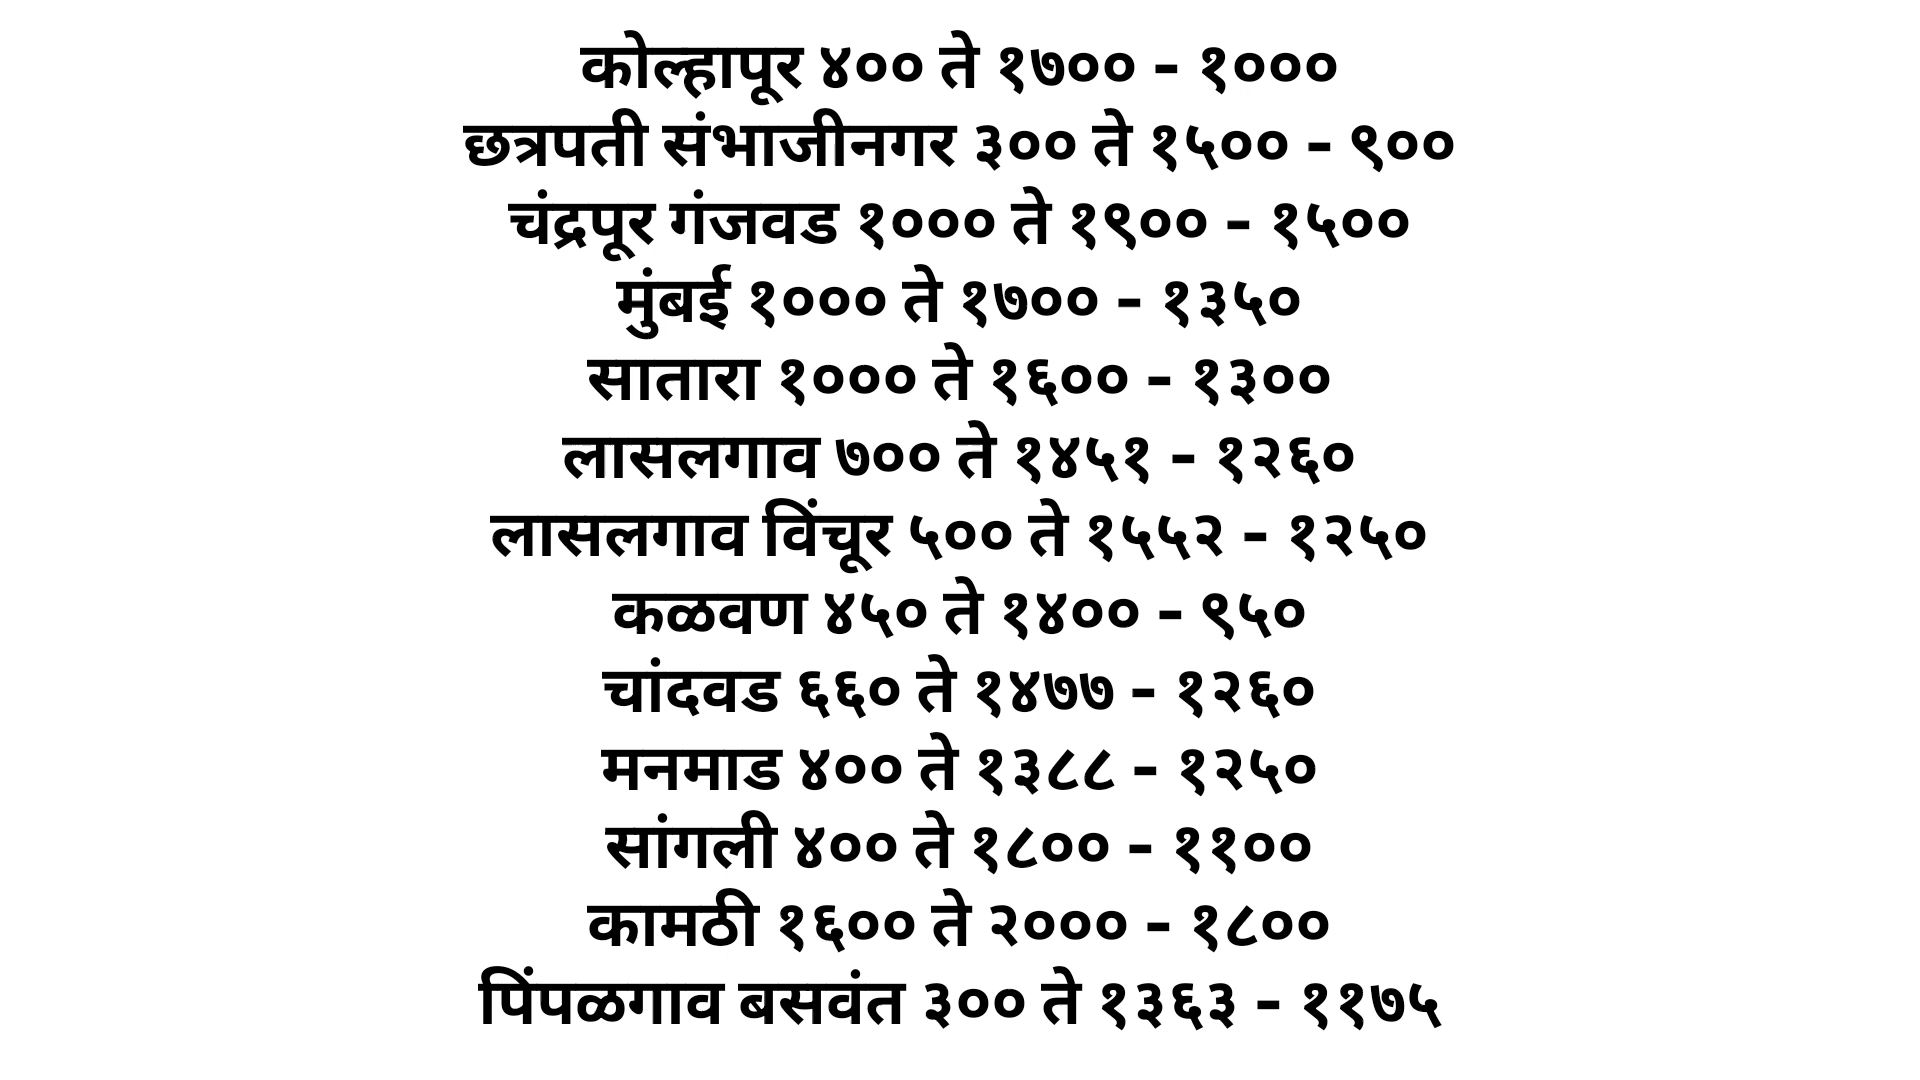 कोल्हापूर ४०० ते १७०० – १०००
छत्रपती संभाजीनगर ३०० ते १५०० – ९००
चंद्रपूर गंजवड १००० ते १९०० – १५००
मुंबई १००० ते १७०० – १३५०
सातारा १००० ते १६०० – १३००
लासलगाव ७०० ते १४५१ – १२६०
लासलगाव विंचूर ५०० ते १५५२ – १२५०
कळवण ४५० ते १४०० – ९५०
चांदवड ६६० ते १४७७ – १२६०
मनमाड ४०० ते १३८८ – १२५०
सांगली ४०० ते १८०० – ११००
कामठी १६०० ते २००० – १८००
पिंपळगाव बसवंत ३०० ते १३६३ – ११७५